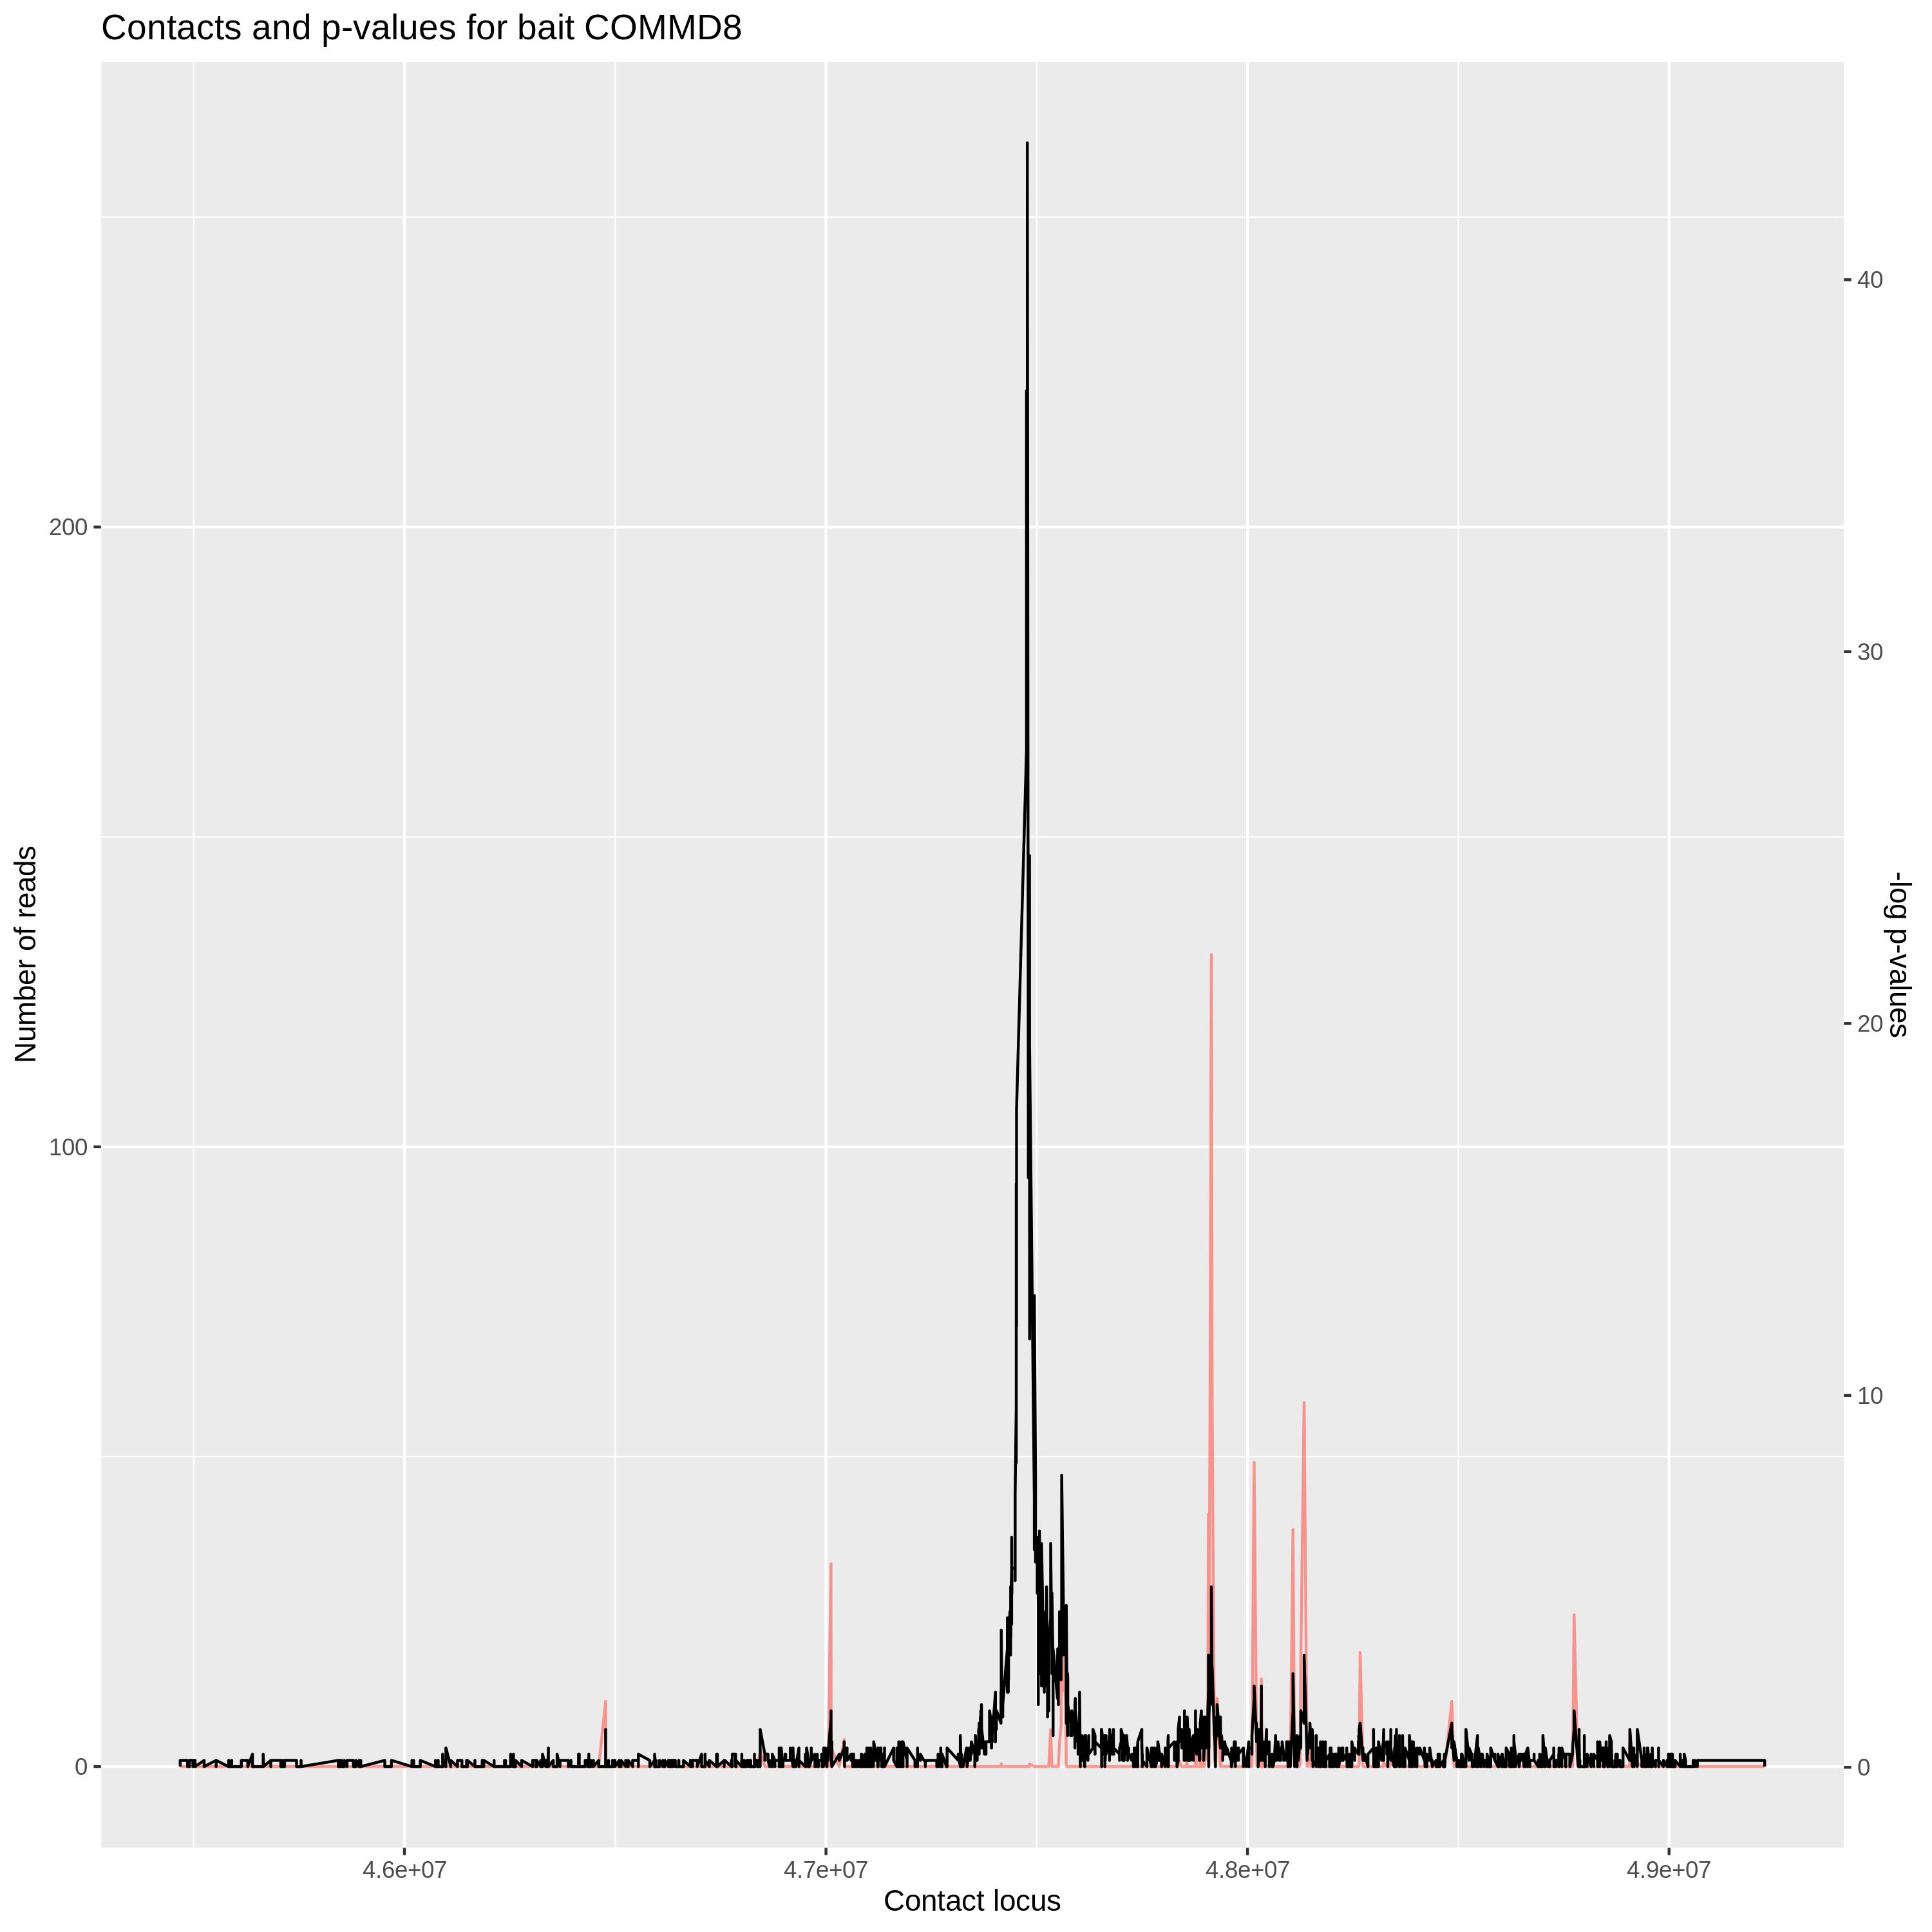 Contacts and p-values for bait COMMD8
Number of reads
200
100
0
40
30
20
10
0
-log p-values
4.6e+07
4.7e+07
4.8e+07
4.9e+07
Contact locus